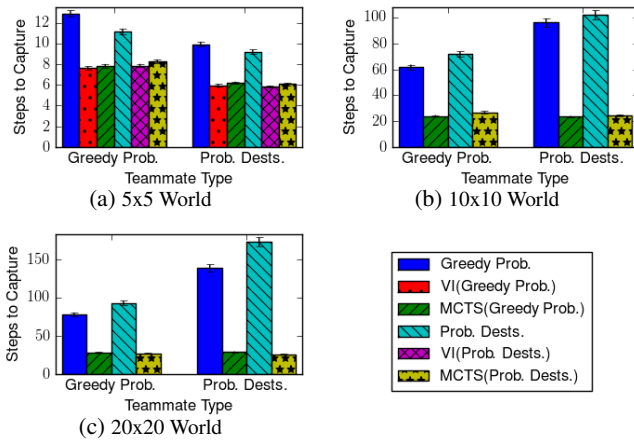 Steps to Capture
12
10
8
6
4
2
0
Greedy Prob.
Prob. Dests.
Teammate Type
(a) 5x5 World
Steps to Capture
100
80
60
40
20
0
Greedy Prob.
Prob. Dests.
Teammate Type
(b) 10x10 World
Steps to Capture
150
100
50
0
Greedy Prob.
Prob. Dests.
Teammate Type
(c) 20x20 World
Greedy Prob.
VI(Greedy Prob.)
MCTS(Greedy Prob.)
Prob. Dests.
VI(Prob. Dests.)
MCTS(Prob. Dests.)